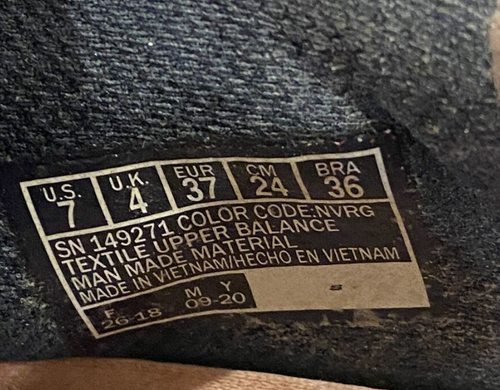 U.S. U.K. EUR CM BRA
7 4 37 24 36
SN 149271 COLOR CODE:NVRG
TEXTILE UPPER BALANCE
MAN MADE MATERIAL
MADE IN VIETNAM/HECHO EN VIETNAM
F. M Y
26-18 09-20